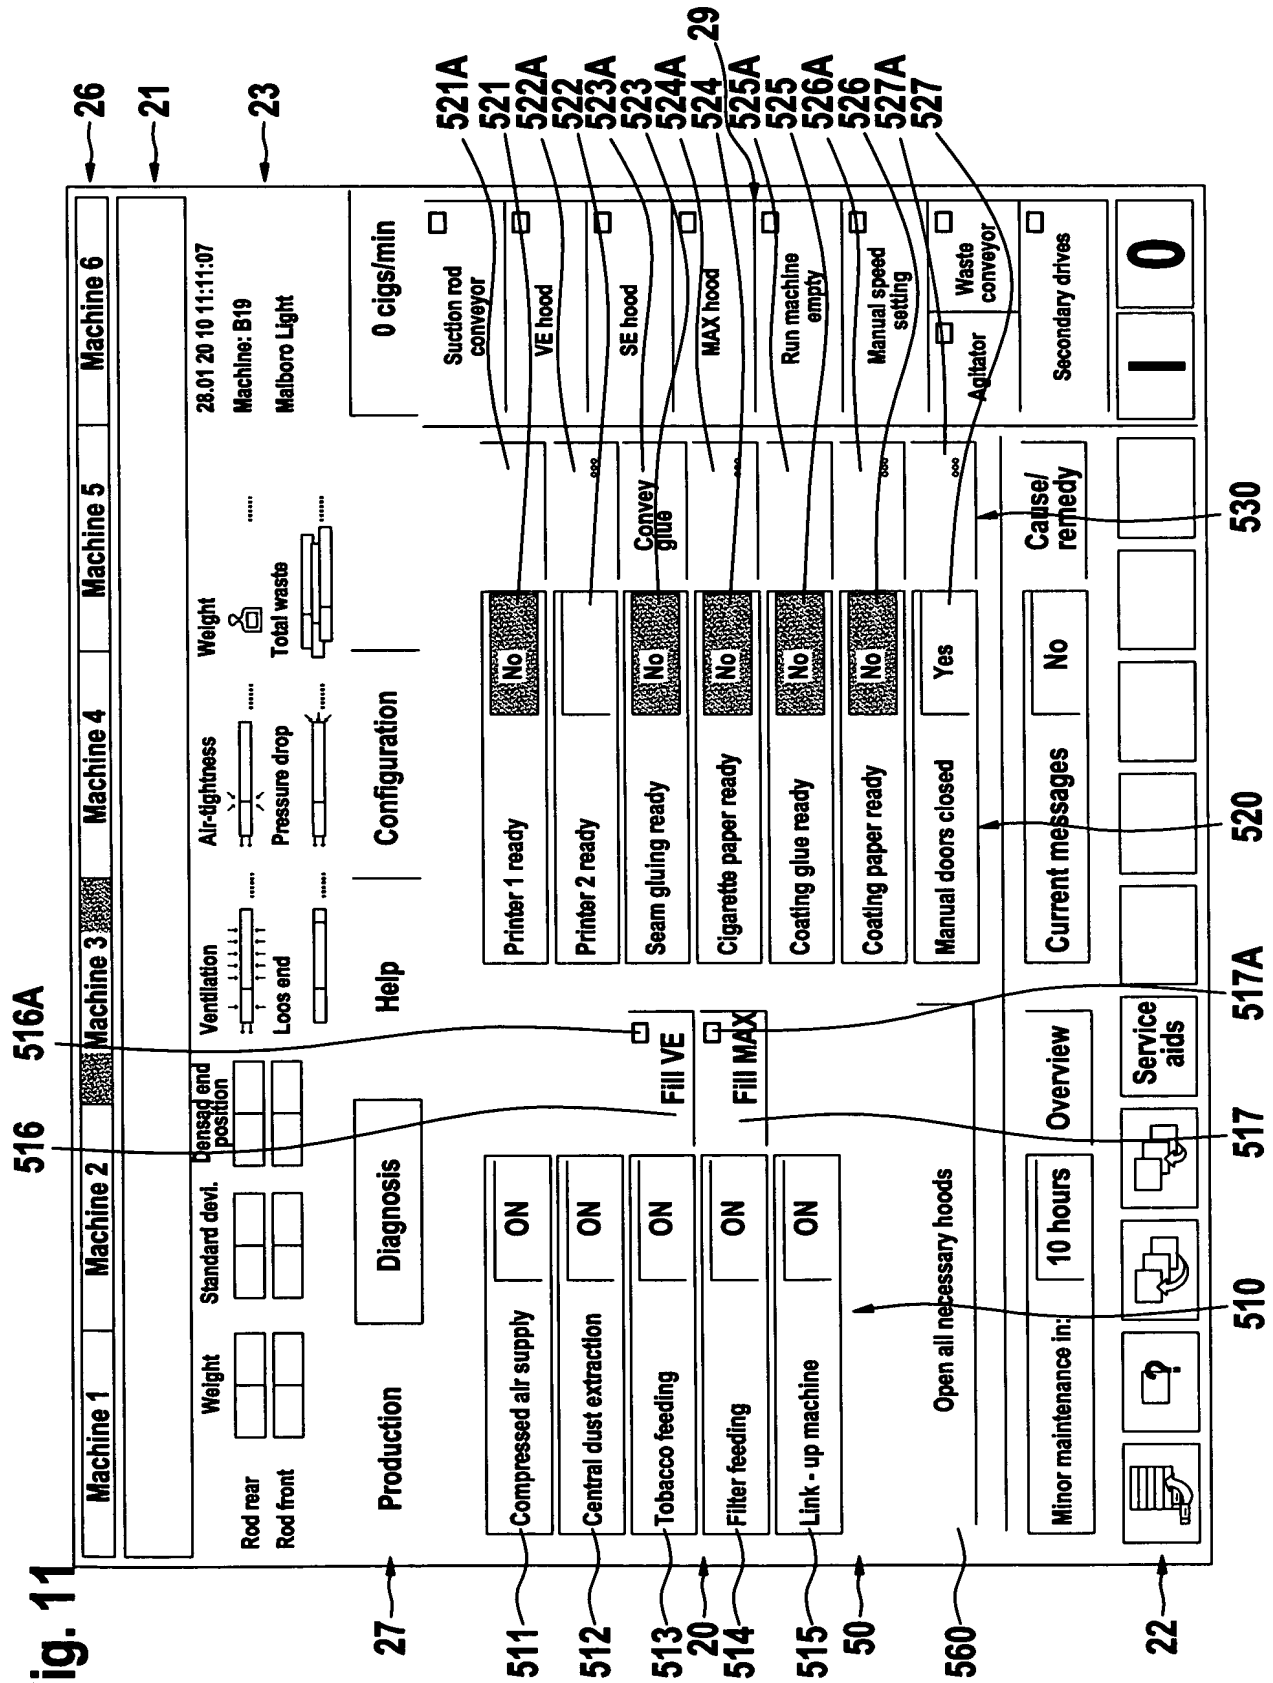 ig. 11
26
21
23
Machine 1
Machine 2
Machine 3
Machine 4
Machine 5
Machine 6
Weight
Standard devi.
Densad end
position
Ventilation
Air-tightness
Weight
28.01 20 10 11:11:07
Rod rear
Machine: B19
Rod front
Loos end
Pressure drop
Total waste
Malboro Light
27
Production
Diagnosis
Help
Configuration
0 cigs/min
516A
516
511
Compressed air supply
ON
512
Central dust extraction
ON
513
Tobacco feeding
ON
20
514
Filter feeding
ON
515
Link - up machine
ON
510
Fill VE
Fill MAX
517A
517
Printer 1 ready
No
Printer 2 ready
Seam gluing ready
No
Convey
glue
Cigarette paper ready
No
Coating glue ready
No
Coating paper ready
No
Manual doors closed
Yes
520
530
Suction rod
conveyor
VE hood
SE hood
MAX hood
Run machine
empty
Manual speed
setting
Agitator
Waste
conveyor
Secondary drives
521A
521
522A
522
523A
523
524A
524
29
525A
525
526A
526
527A
527
50
560
Open all necessary hoods
Minor maintenance in:
10 hours
Overview
Current messages
No
Cause/
remedy
22
?
Service
aids
I
0